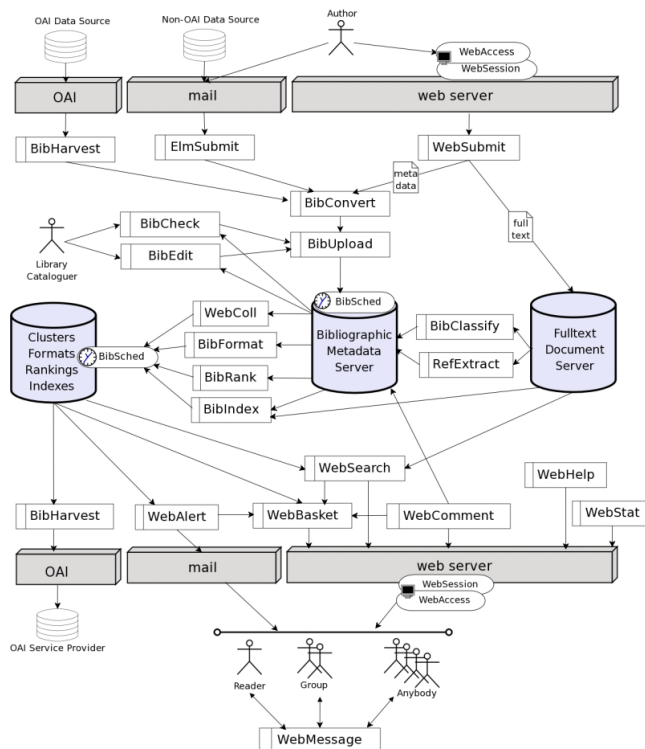 OAI Data Source
Non-OAI Data Source
Author
WebAccess
WebSession
OAI
mail
web server
BibHarvest
ElmSubmit
WebSubmit
meta
data
BibConvert
full
text
BibCheck
BibUpload
BibEdit
Library
Cataloguer
BibSched
WebColl
BibClassify
Clusters
Formats
Rankings
Indexes
BibSched
BibFormat
Bibliographic
Metadata
Server
Fulltext
Document
Server
RefExtract
BibRank
BibIndex
WebSearch
WebHelp
BibHarvest
WebAlert
WebBasket
WebComment
WebStat
OAI
mail
web server
WebSession
WebAccess
OAI Service Provider
Reader
Group
Anybody
WebMessage